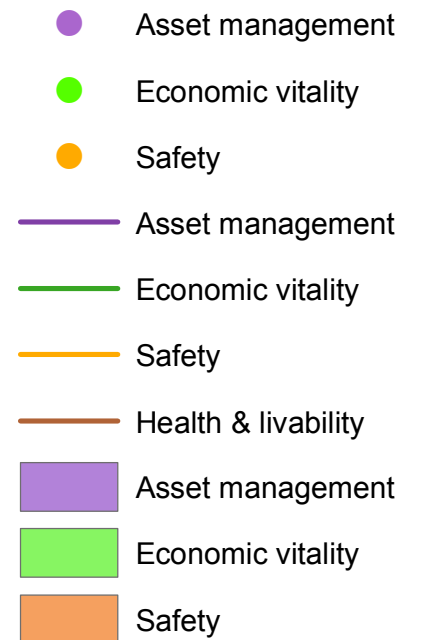 Asset management
Economic vitality
Safety
Asset management
Economic vitality
Safety
Health & livability
Asset management
Economic vitality
Safety